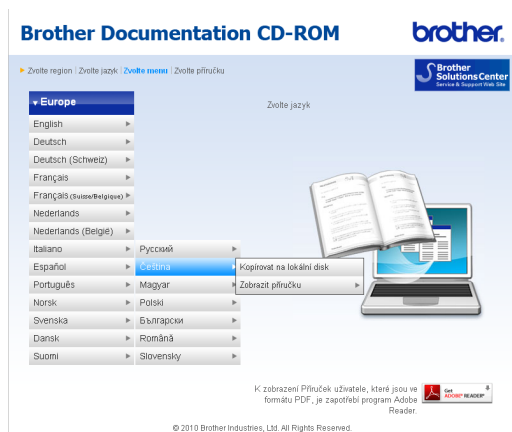 Brother Documentation CD-ROM
brother
Zvolte region | Zvolte jazyk | Zvolte menu | Zvolte příručku
Brother
Solutions Center
Service & Support Web Site
Europe
Zvolte jazyk
English
Deutsch
Deutsch (Schweiz)
Français
Français (Suisse/Belgique)
Nederlands
Nederlands (België)
Italiano
Русский
Español
Čeština
Kopírovat na lokální disk
Português
Magyar
Zobrazit příručku
Norsk
Polski
Svenska
Български
Dansk
Română
Suomi
Slovensky
K zobrazení Příruček uživatele, které jsou ve
formátu PDF, je zapotřebí program Adobe
Reader.
Get
ADOBE® READER®
© 2010 Brother Industries, Ltd. All Rights Reserved.